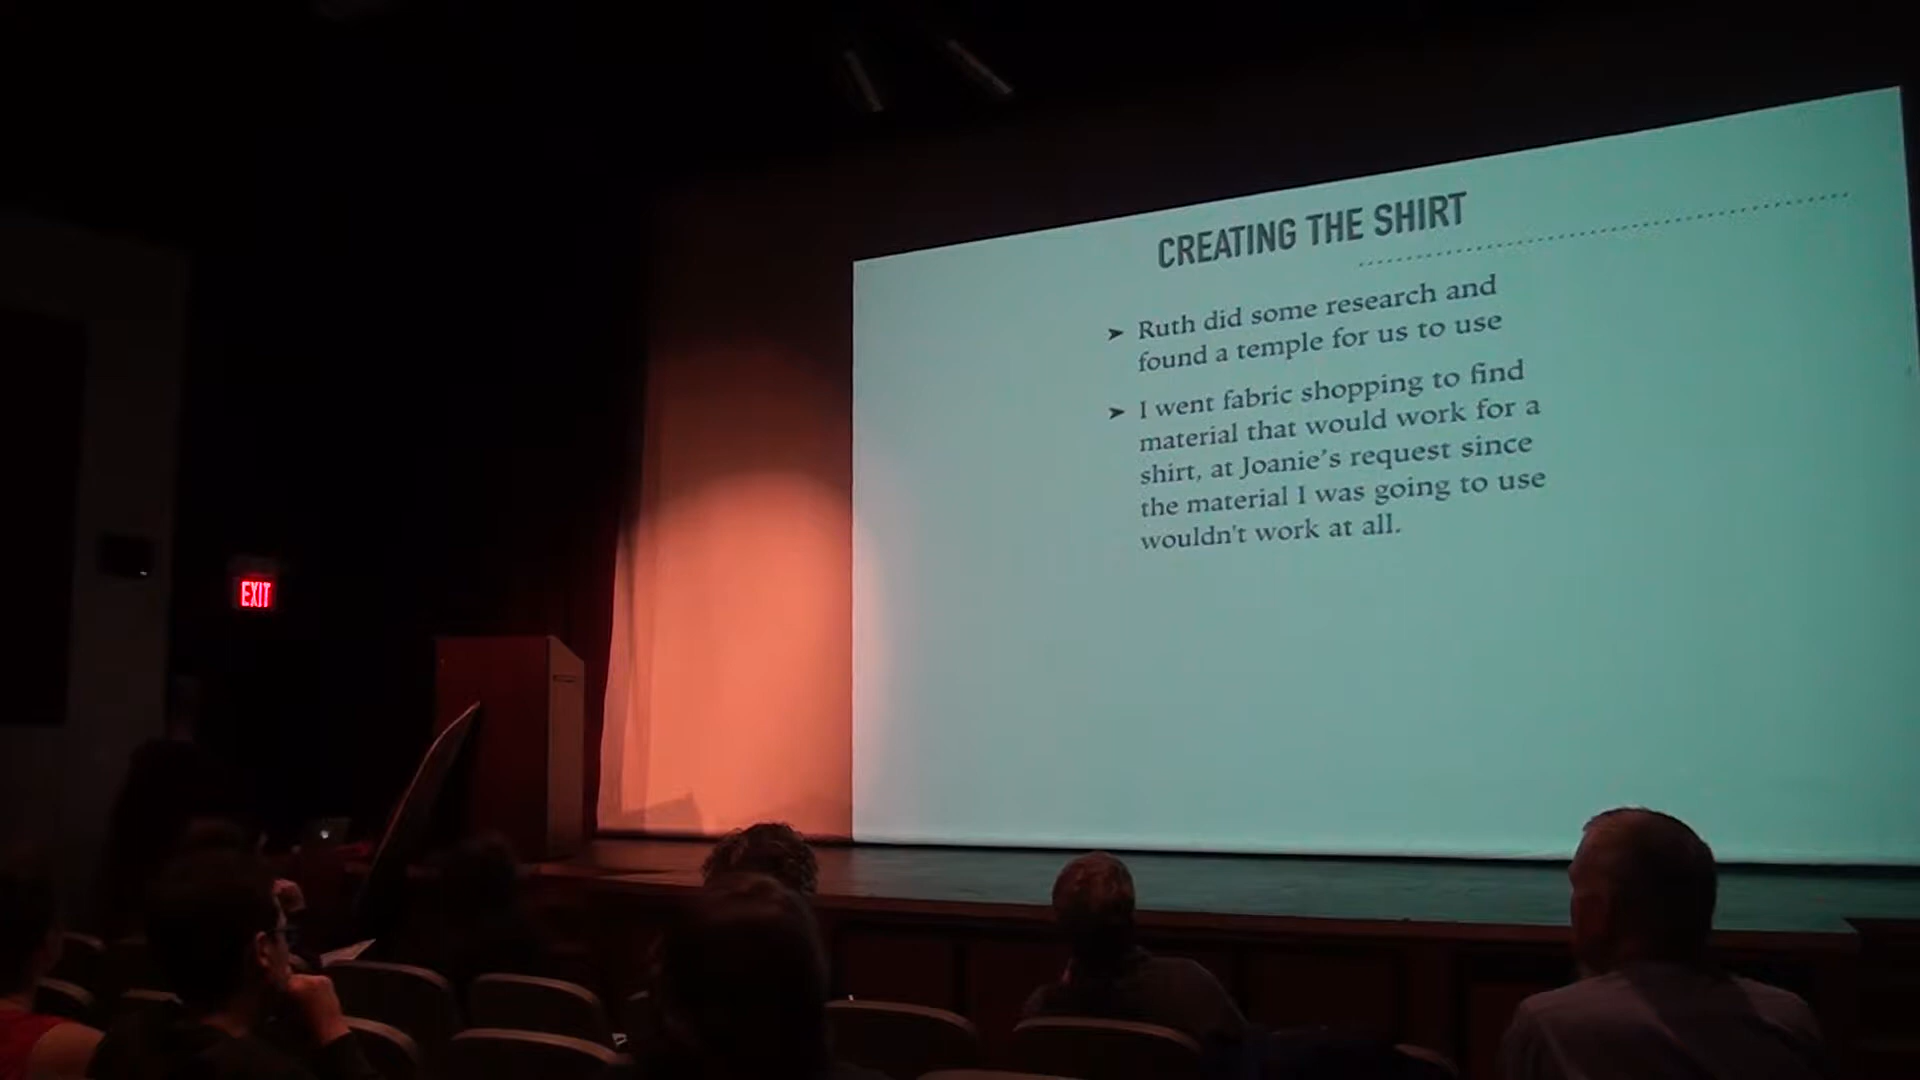 CREATING THE SHIRT
➤ Ruth did some research and
found a temple for us to use
➤ I went fabric shopping to find
material that would work for a
shirt, at Joanie's request since
the material I was going to use
wouldn't work at all.
EXIT